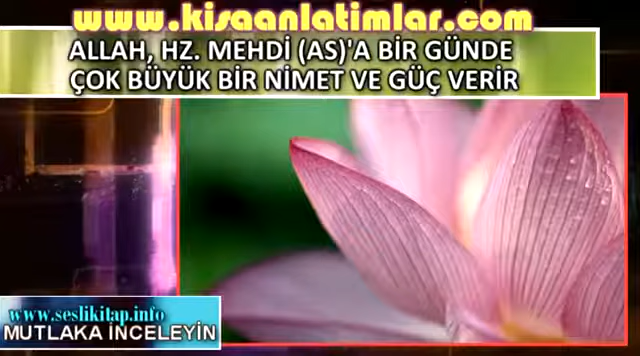 www.kisaanlatimlar.com
ALLAH, HZ. MEHDİ (AS)'A BİR GÜNDE
ÇOK BÜYÜK BİR NİMET VE GÜÇ VERİR
www.seslikitap.info
MUTLAKA İNCELEYİN